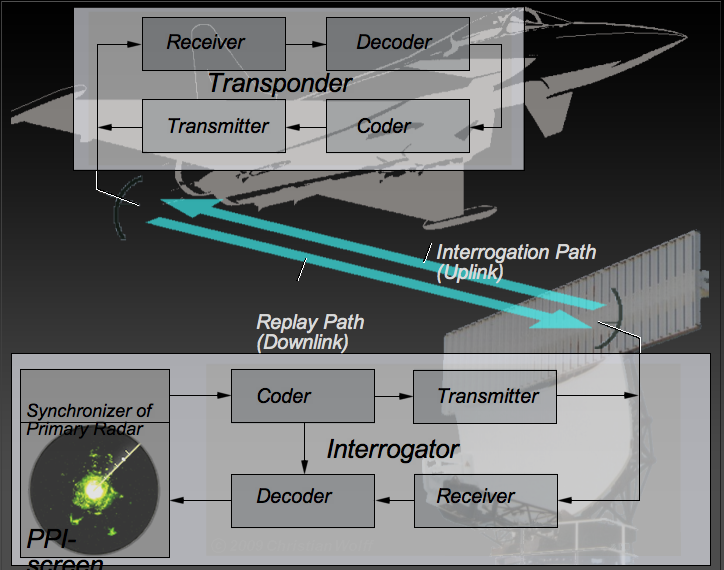 Receiver
Decoder
Transponder
Transmitter
Coder
Interrogation Path
(Uplink)
Replay Path
(Downlink)
Synchronizer of
Primary Radar
Coder
Transmitter
Interrogator
Decoder
Receiver
PPI-
screen